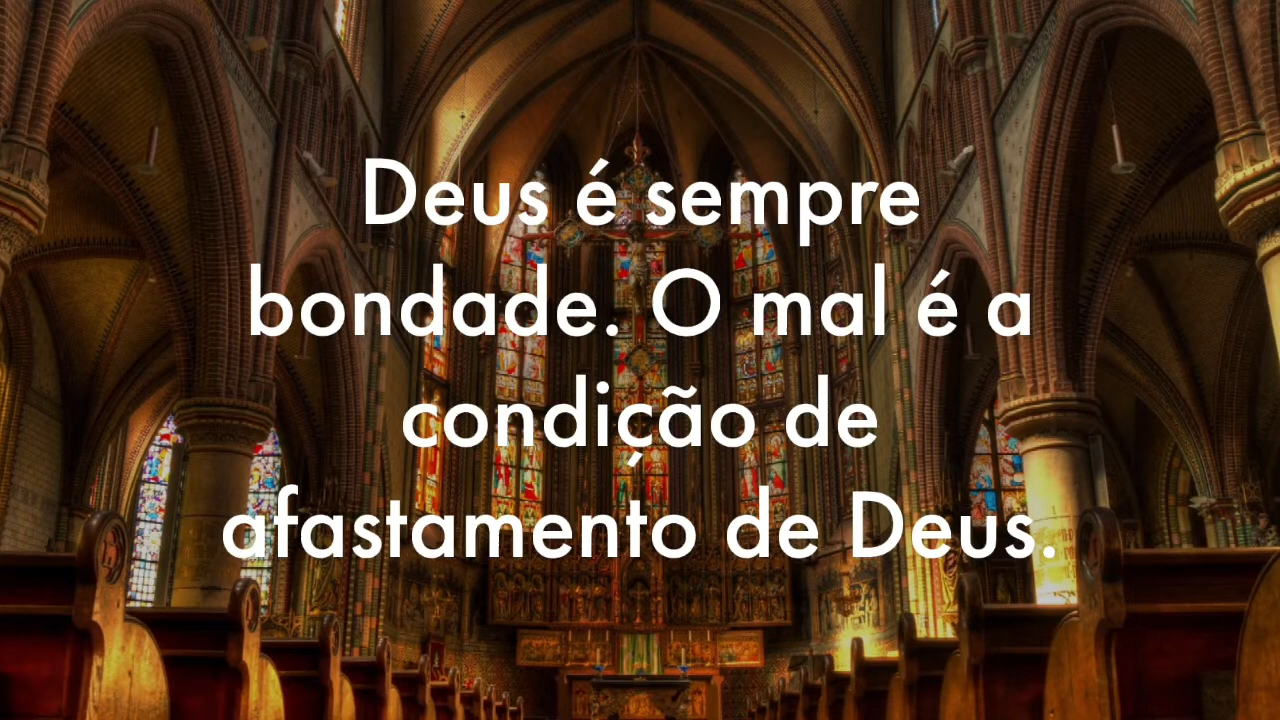 Deus é sempre
bondade. O mal é a
condição de
afastamento de Deus.